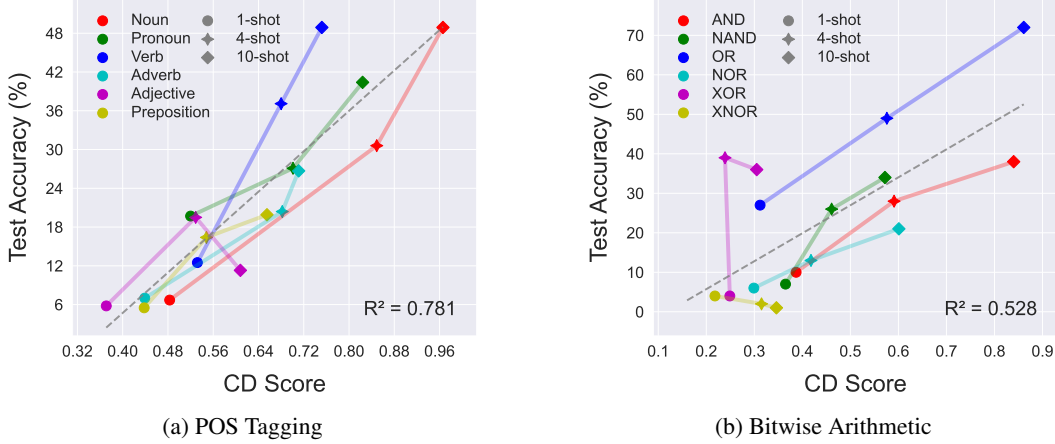 Noun
Pronoun
Verb
Adverb
Adjective
Preposition
1-shot
4-shot
10-shot
48
42
36
30
24
18
12
6
Test Accuracy (%)
R² = 0.781
0.32 0.40 0.48 0.56 0.64 0.72 0.80 0.88 0.96
CD Score
(a) POS Tagging
AND
NAND
OR
NOR
XOR
XNOR
1-shot
4-shot
10-shot
70
60
50
40
30
20
10
0
Test Accuracy (%)
R² = 0.528
0.1 0.2 0.3 0.4 0.5 0.6 0.7 0.8 0.9
CD Score
(b) Bitwise Arithmetic